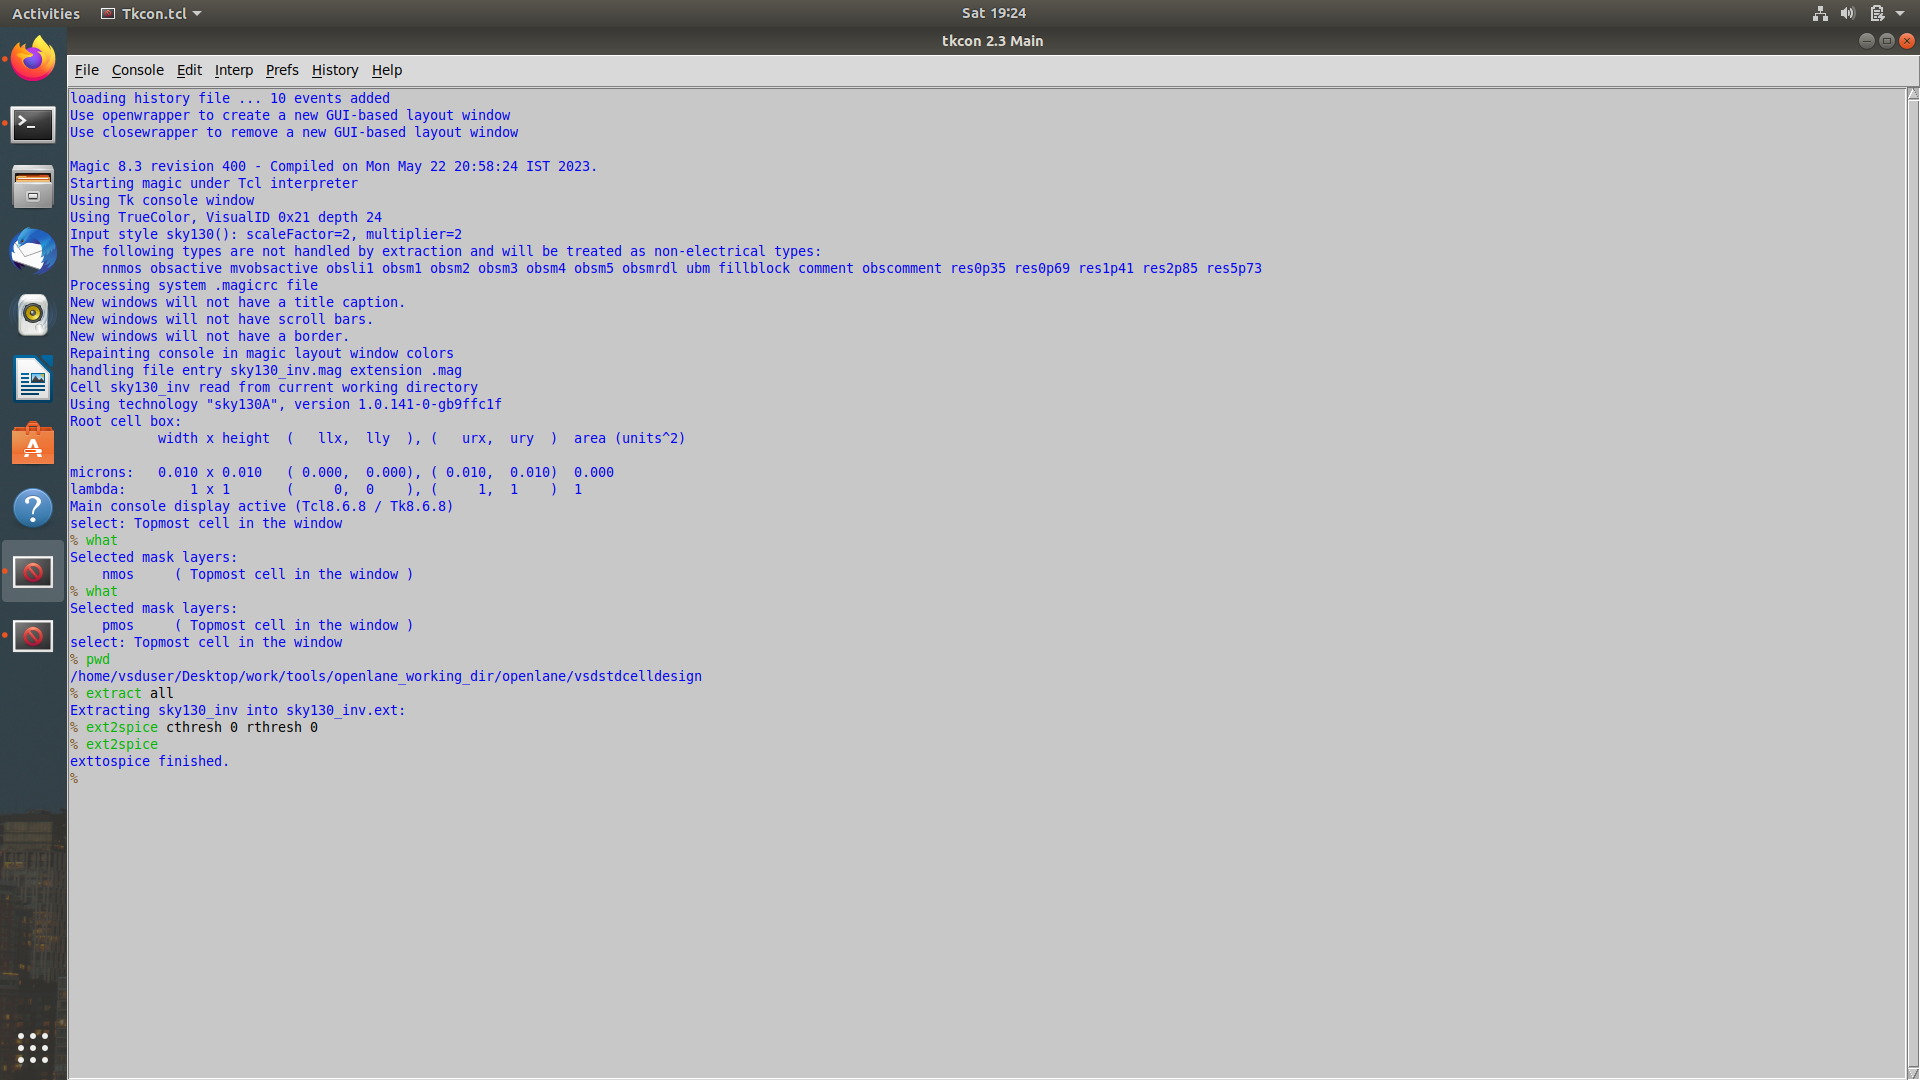 Activities Tkcon.tcl Sat 19:24
tkcon 2.3 Main
File Console Edit Interp Prefs History Help
loading history file ... 10 events added
Use openwrapper to create a new GUI-based layout window
Use closewrapper to remove a new GUI-based layout window
Magic 8.3 revision 400 - Compiled on Mon May 22 20:58:24 IST 2023.
Starting magic under Tcl interpreter
Using Tk console window
Using TrueColor, VisualID 0x21 depth 24
Input style sky130(): scaleFactor=2, multiplier=2
The following types are not handled by extraction and will be treated as non-electrical types:
nnmos obsactive mvobsactive obsli1 obsm1 obsm2 obsm3 obsm4 obsm5 obsmrdl ubm fillblock comment obscomment res0p35 res0p69 res1p41 res2p85 res5p73
Processing system .magicrc file
New windows will not have a title caption.
New windows will not have scroll bars.
New windows will not have a border.
Repainting console in magic layout window colors
handling file entry sky130_inv.mag extension .mag
Cell sky130_inv read from current working directory
Using technology "sky130A", version 1.0.141-0-gb9ffc1f
Root cell box:
width x height ( llx, lly ), ( urx, ury ) area (units^2)
microns: 0.010 x 0.010 ( 0.000, 0.000), ( 0.010, 0.010) 0.000
lambda: 1 x 1 ( 0, 0 ), ( 1, 1 ) 1
Main console display active (Tcl8.6.8 / Tk8.6.8)
select: Topmost cell in the window
% what
Selected mask layers:
nmos ( Topmost cell in the window )
% what
Selected mask layers:
pmos ( Topmost cell in the window )
select: Topmost cell in the window
% pwd
/home/vsduser/Desktop/work/tools/openlane_working_dir/openlane/vsdstdcelldesign
% extract all
Extracting sky130_inv into sky130_inv.ext:
% ext2spice cthresh 0 rthresh 0
% ext2spice
exttospice finished.
%